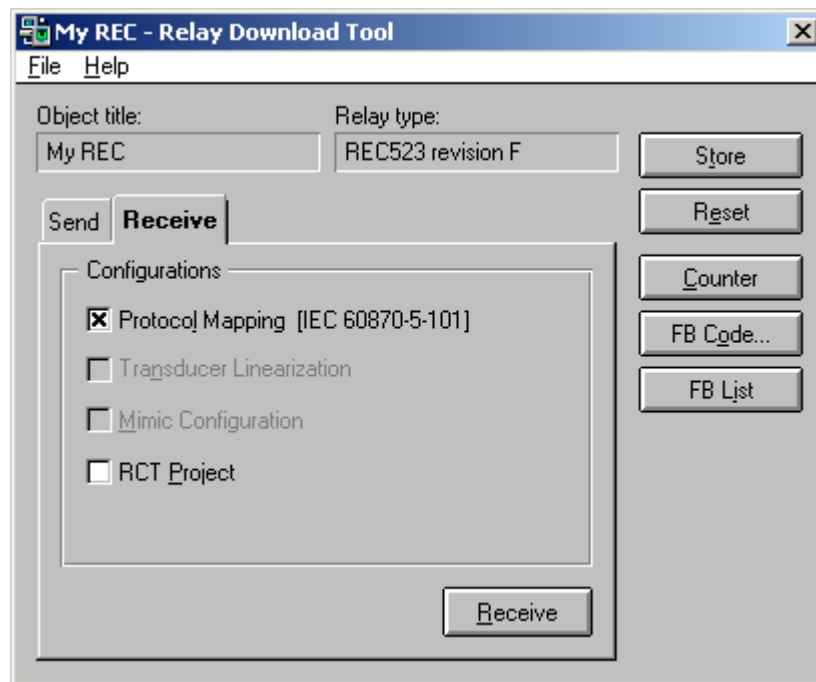 My REC - Relay Download Tool
File Help
Object title:
Relay type:
My REC
REC523 revision F
Store
Reset
Send
Receive
Configurations
Counter
Protocol Mapping [IEC 60870-5-101]
FB Code...
Transducer Linearization
FB List
Mimic Configuration
RCT Project
Receive